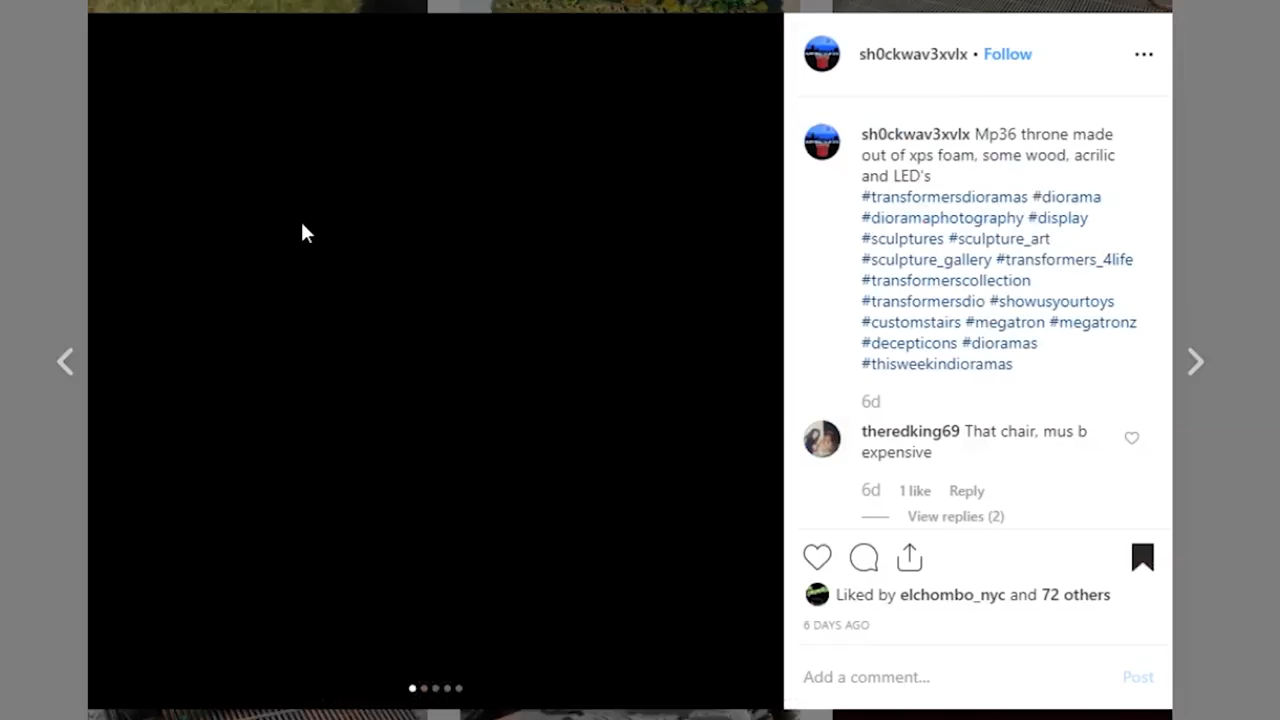 sh0ckwav3xvlx • Follow
sh0ckwav3xvlx Mp36 throne made
out of xps foam, some wood, acrilic
and LED's
#transformersdioramas #diorama
#dioramaphotography #display
#sculptures #sculpture_art
#sculpture_gallery #transformers_4life
#transformerscollection
#transformersdio #showusyourtoys
#customstairs #megatron #megatronz
#decepticons #dioramas
#thisweekindioramas
6d
theredking69 That chair, mus b
expensive
6d 1 like Reply
View replies (2)
Liked by elchombo_nyc and 72 others
6 DAYS AGO
Add a comment... Post